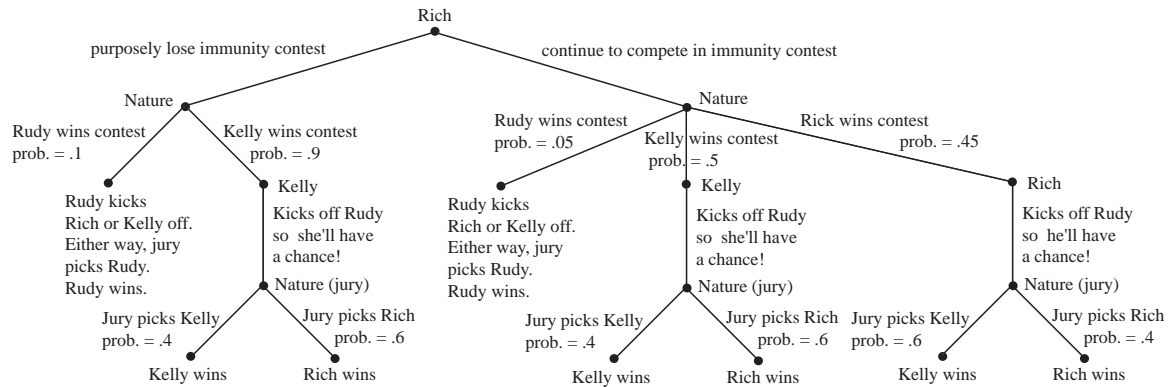 Rich
purposely lose immunity contest
continue to compete in immunity contest
Nature
Nature
Rudy wins contest
prob. = .1
Kelly wins contest
prob. = .9
Rudy wins contest
prob. = .05
Kelly wins contest
prob. = .5
Rick wins contest
prob. = .45
Kelly
Kelly
Rich
Rudy kicks
Rich or Kelly off.
Either way, jury
picks Rudy.
Rudy wins.
Kicks off Rudy
so she'll have
a chance!
Rudy kicks
Rich or Kelly off.
Either way, jury
picks Rudy.
Rudy wins.
Kicks off Rudy
so she'll have
a chance!
Kicks off Rudy
so he'll have
a chance!
Nature (jury)
Nature (jury)
Nature (jury)
Jury picks Kelly
prob. = .4
Jury picks Rich
prob. = .6
Jury picks Kelly
prob. = .4
Jury picks Rich
prob. = .6
Jury picks Kelly
prob. = .6
Jury picks Rich
prob. = .4
Kelly wins
Rich wins
Kelly wins
Rich wins
Kelly wins
Rich wins